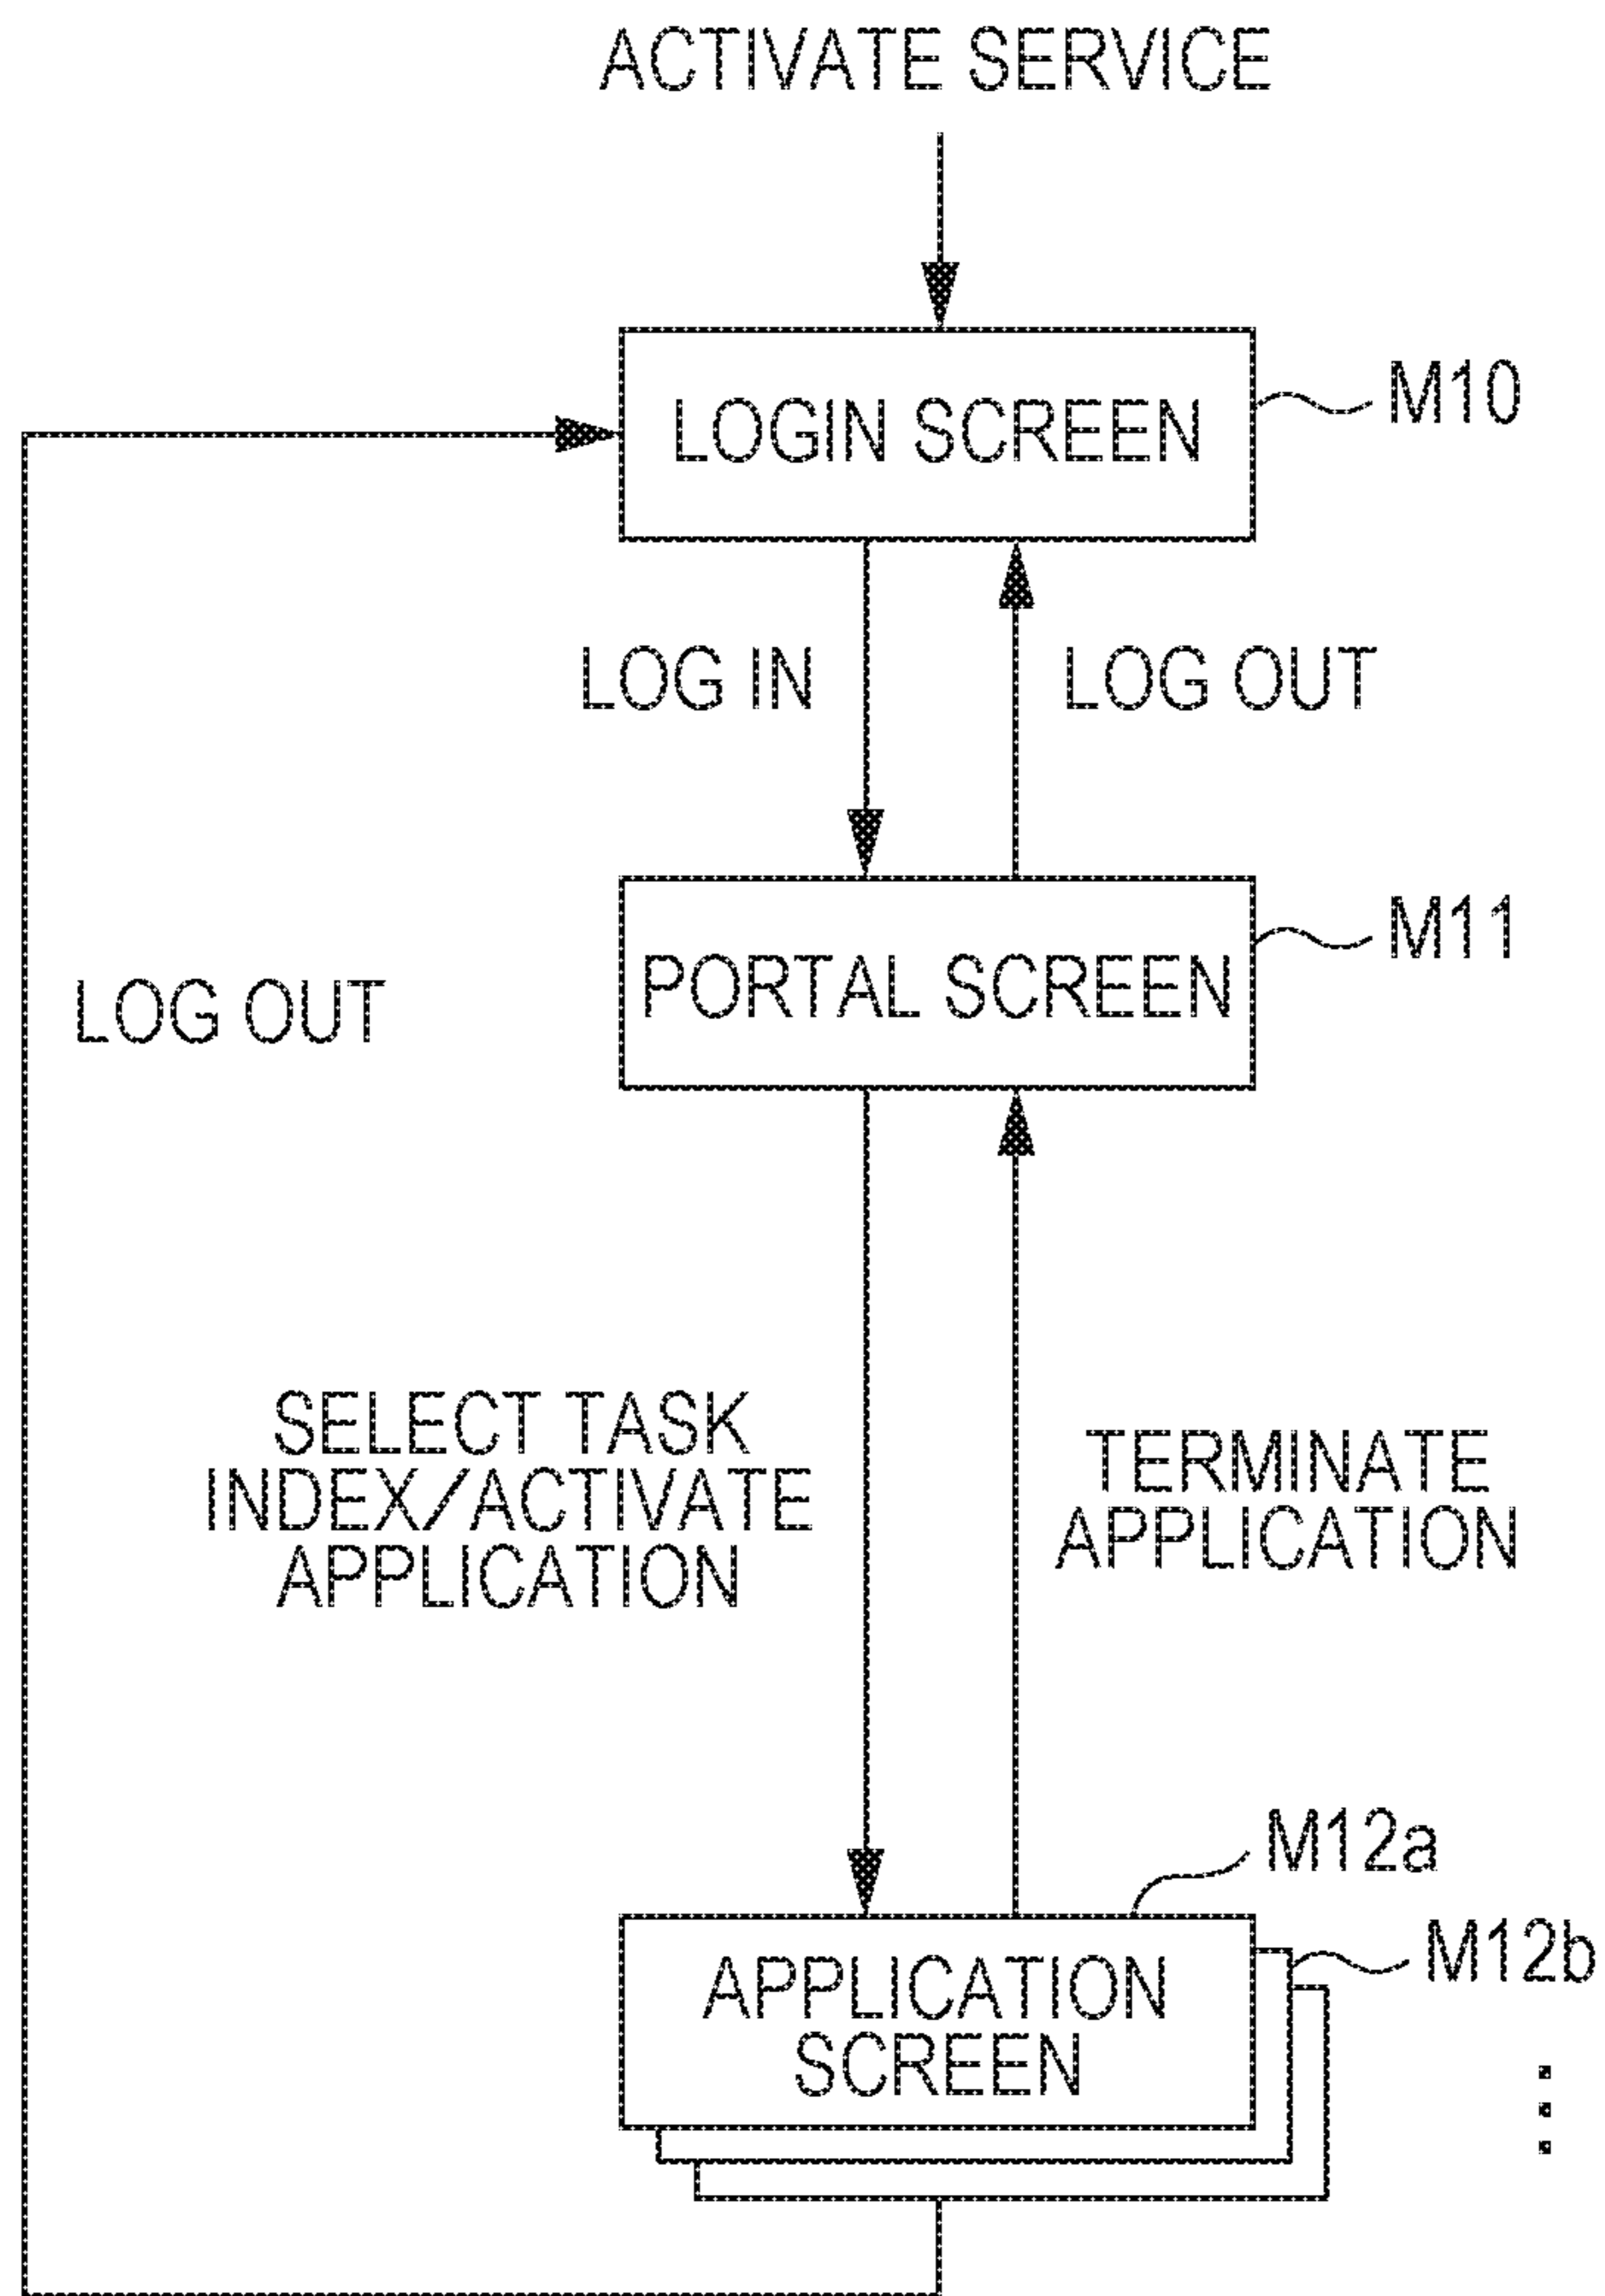 ACTIVATE SERVICE
LOGIN SCREEN
M10
LOG IN
LOG OUT
PORTAL SCREEN
M11
LOG OUT
SELECT TASK
INDEX/ACTIVATE
APPLICATION
TERMINATE
APPLICATION
M12a
M12b
APPLICATION
SCREEN